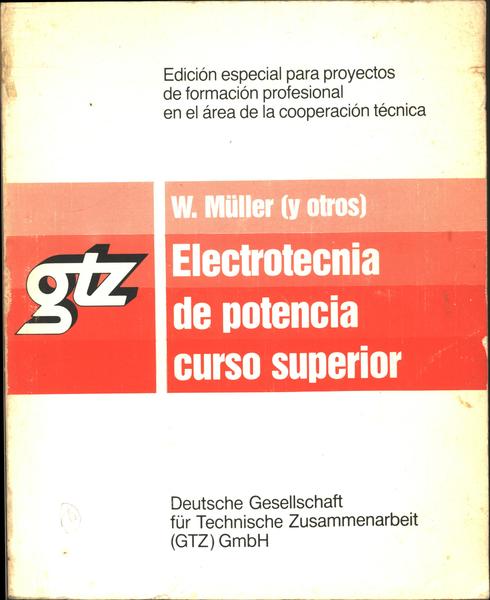 Edición especial para proyectos
de formación profesional
en el área de la cooperación técnica
W. Müller (y otros)
gtz
Electrotecnia
de potencia
curso superior
Deutsche Gesellschaft
für Technische Zusammenarbeit
(GTZ) GmbH